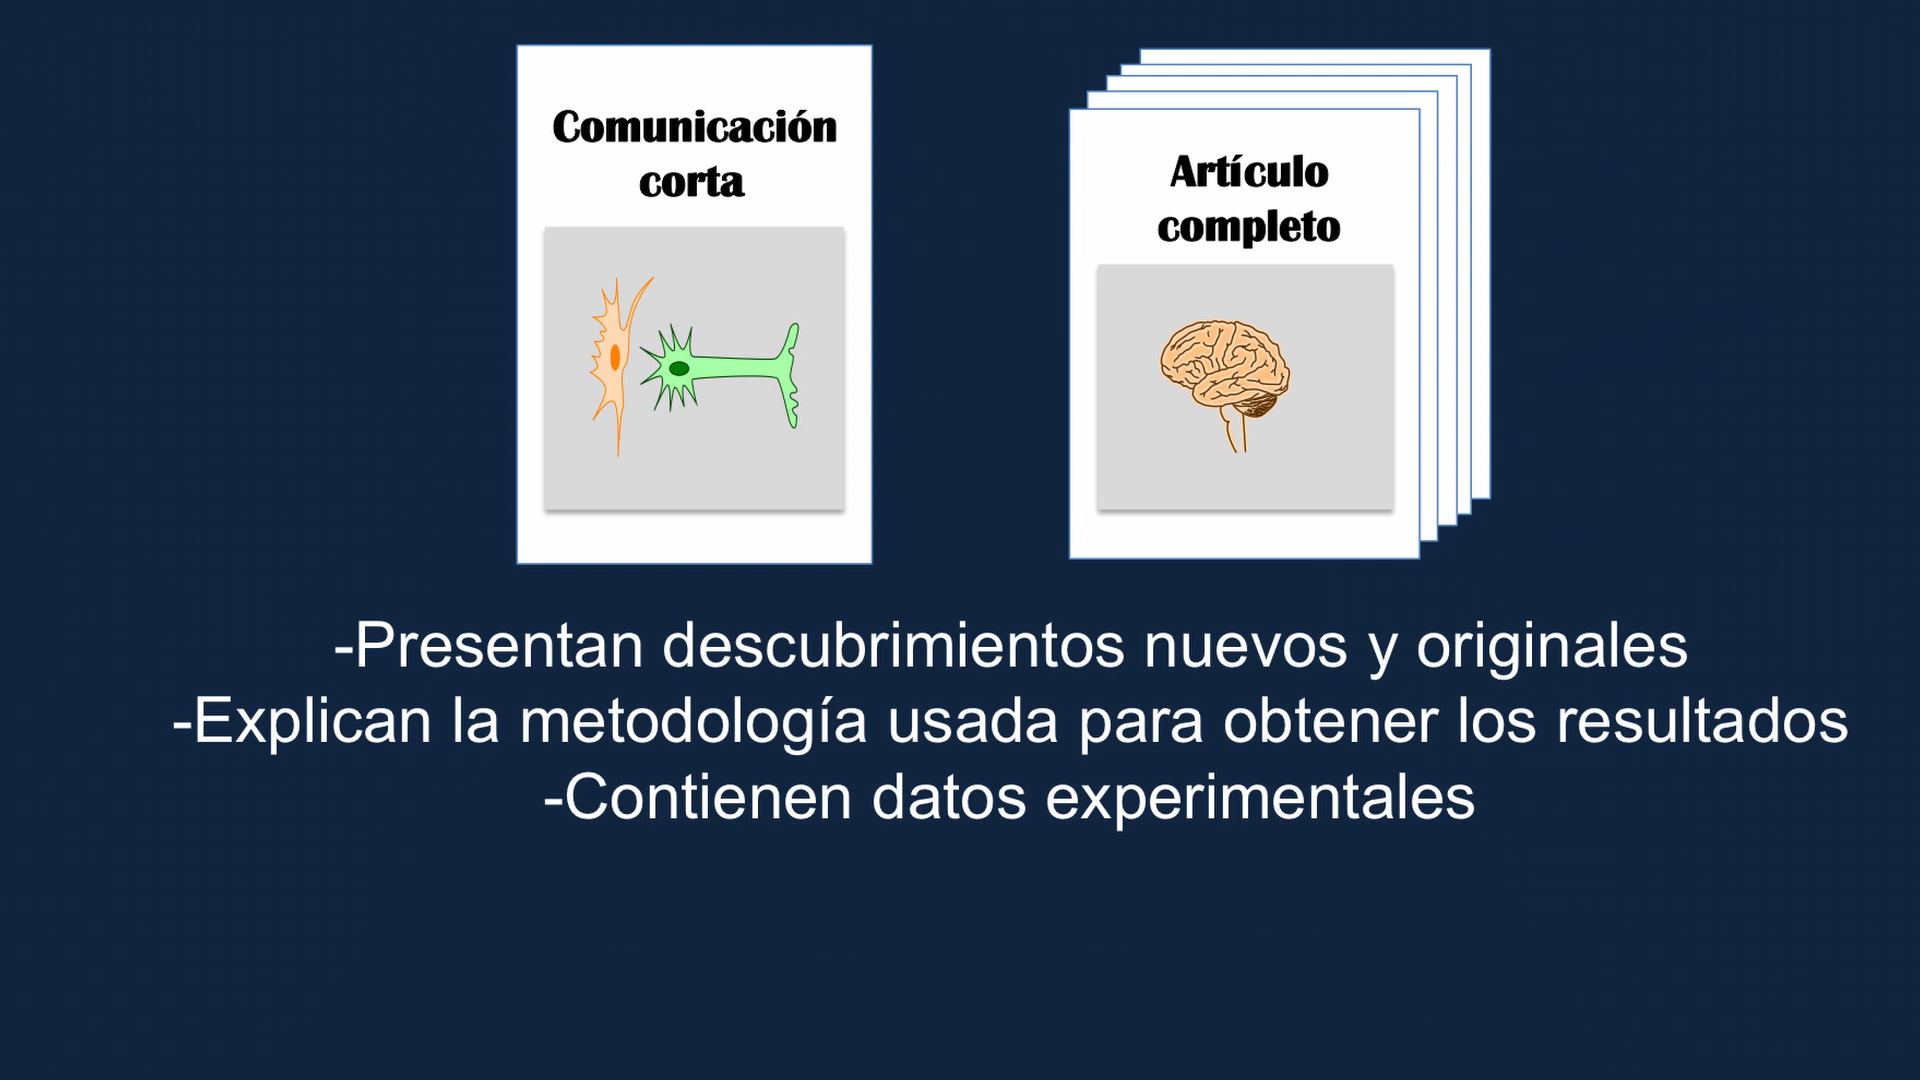 Comunicación
corta
Artículo
completo
-Presentan descubrimientos nuevos y originales
-Explican la metodología usada para obtener los resultados
-Contienen datos experimentales